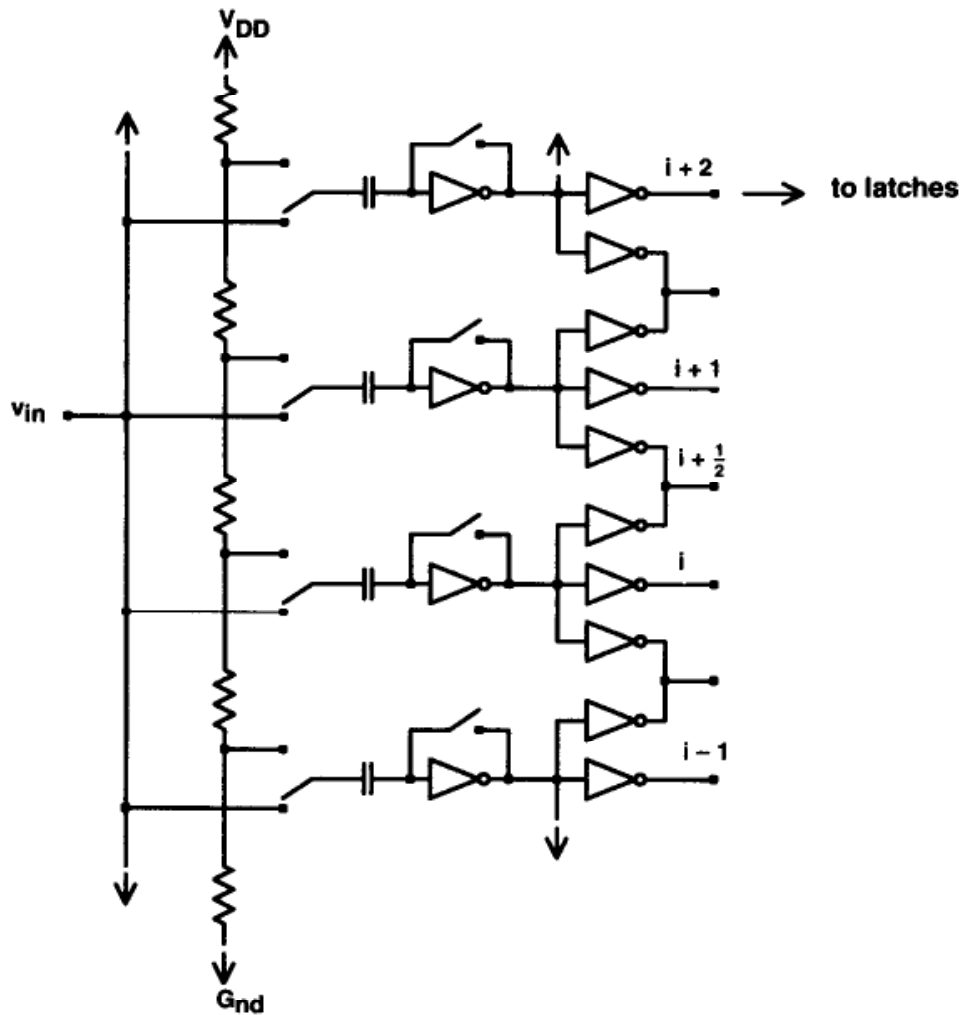 VDD
i + 2
to latches
i + 1
vin
i + 1/2
i
i – 1
Gnd